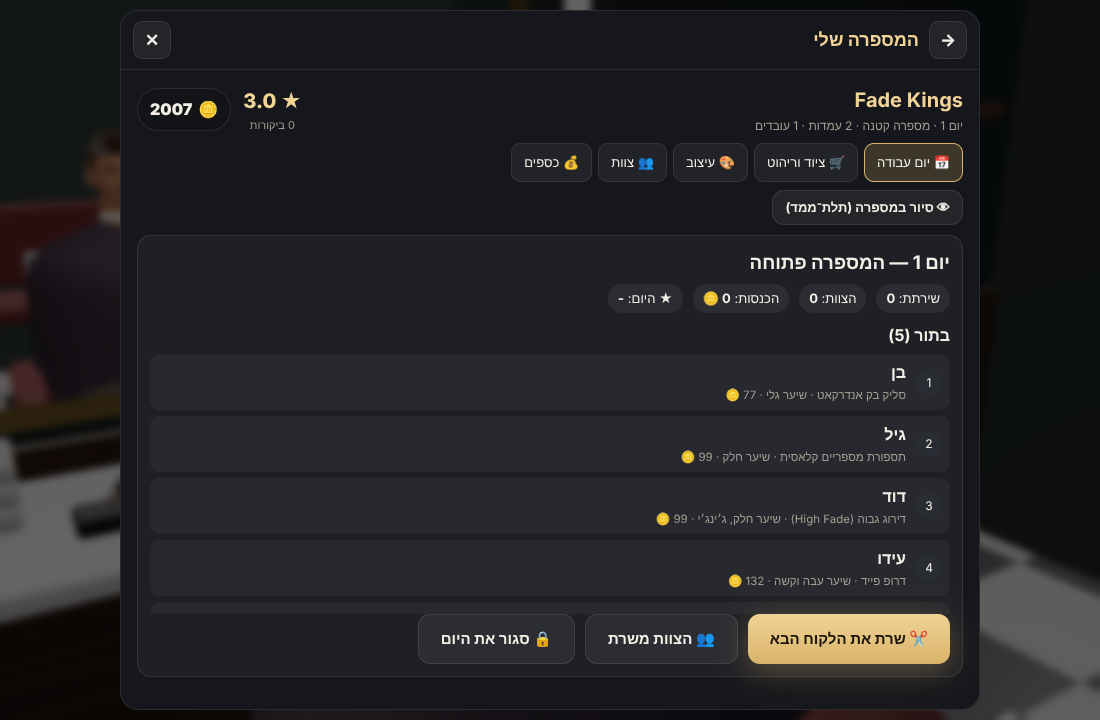 המספרה שלי
Fade Kings
יום 1 · מספרה קטנה · 2 עמדות · 1 עובדים
★ 3.0
0 ביקורות
🪙 2007
📅 יום עבודה
🛒 ציוד וריהוט
🎨 עיצוב
👥 צוות
💰 כספים
👁 סיור במספרה (תלת־ממד)
יום 1 — המספרה פתוחה
שירתת: 0
הצוות: 0
הכנסות: 0 🪙
★ היום: -
בתור (5)
1
בן
סליק בק אנדרקאט · שיער גלי · 77 🪙
2
גיל
תספורת מספריים קלאסית · שיער חלק · 99 🪙
3
דוד
דירוג גבוה (High Fade) · שיער חלק, ג׳ינג׳י · 99 🪙
4
עידו
דרופ פייד · שיער עבה וקשה · 132 🪙
✂️ שרת את הלקוח הבא
👥 הצוות משרת
🔒 סגור את היום